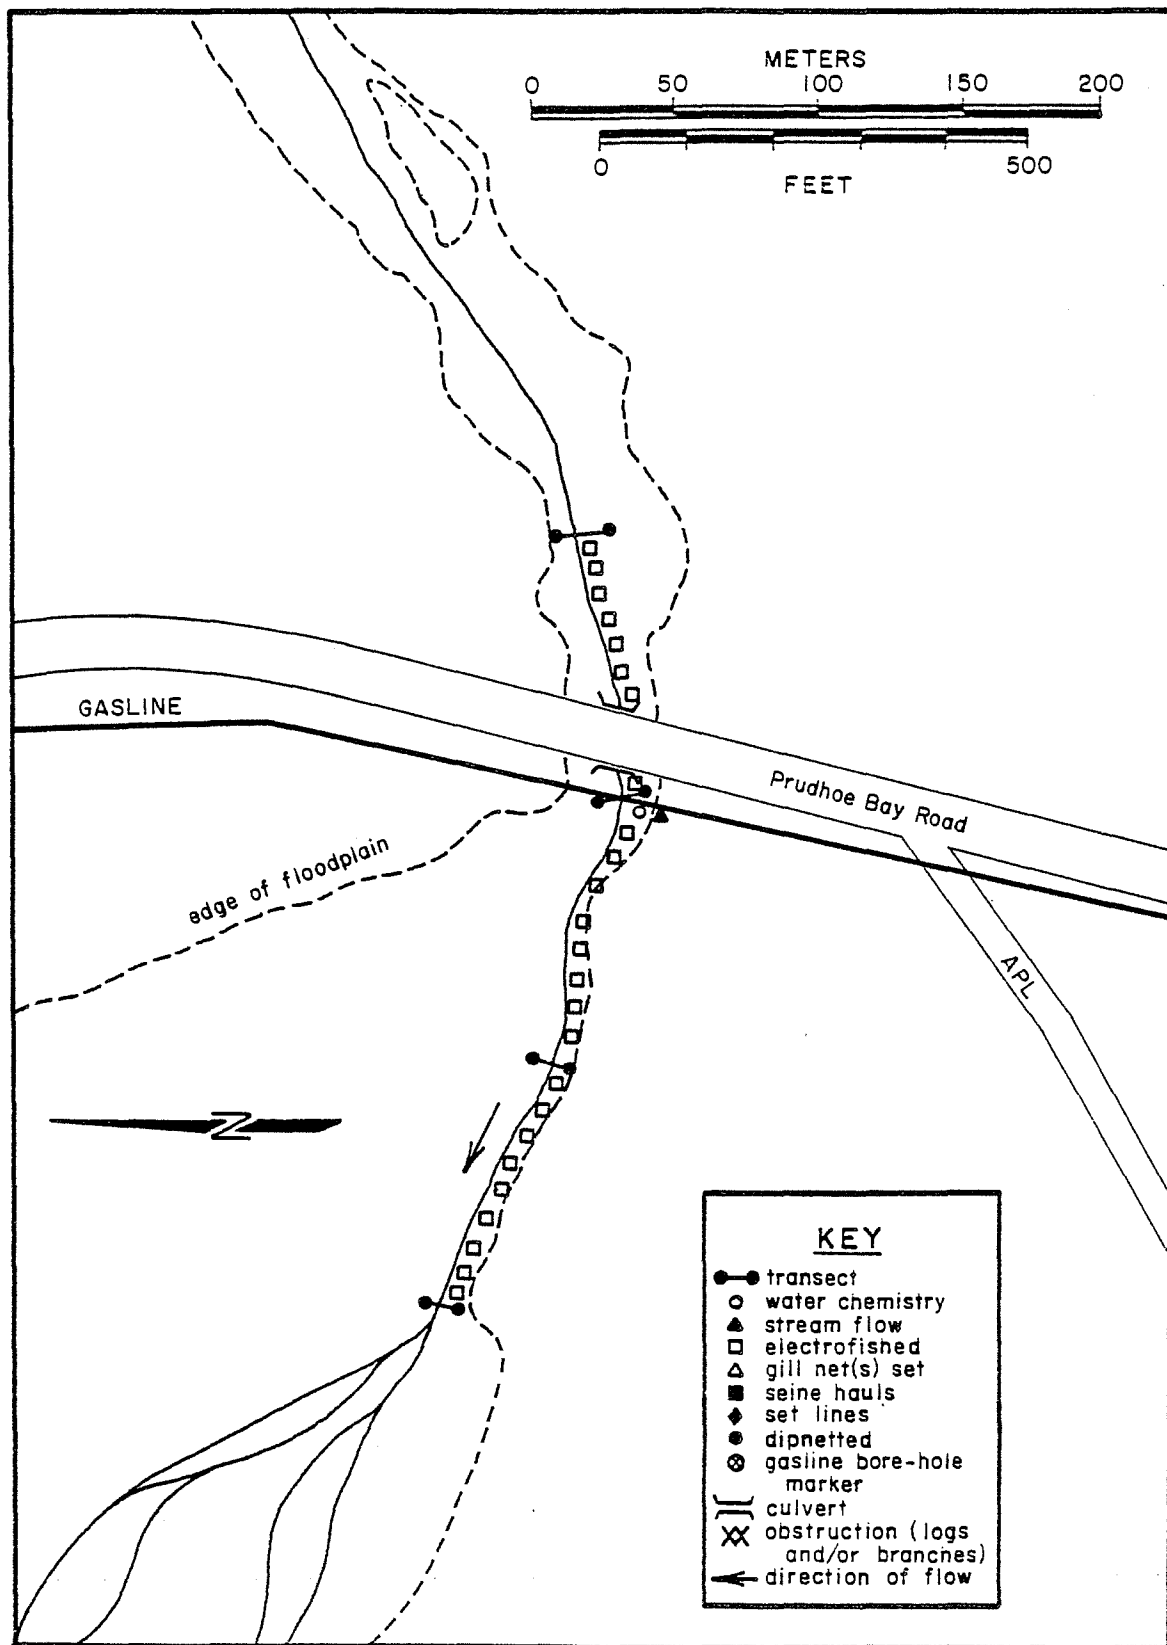 METERS
0 50 100 150 200
0 500
FEET
GASLINE
Prudhoe Bay Road
edge of floodplain
APL
N
KEY
transect
water chemistry
stream flow
electrofished
gill net(s) set
seine hauls
set lines
dipnetted
gasline bore-hole
marker
culvert
obstruction (logs
and/or branches)
direction of flow